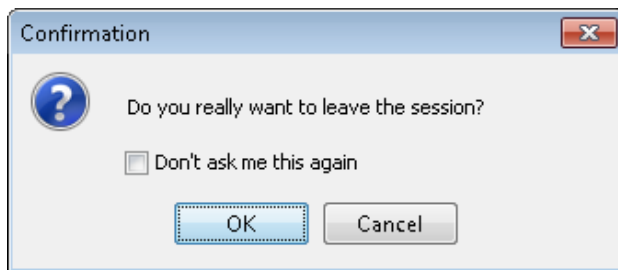 Confirmation
Do you really want to leave the session?
Don't ask me this again
OK
Cancel